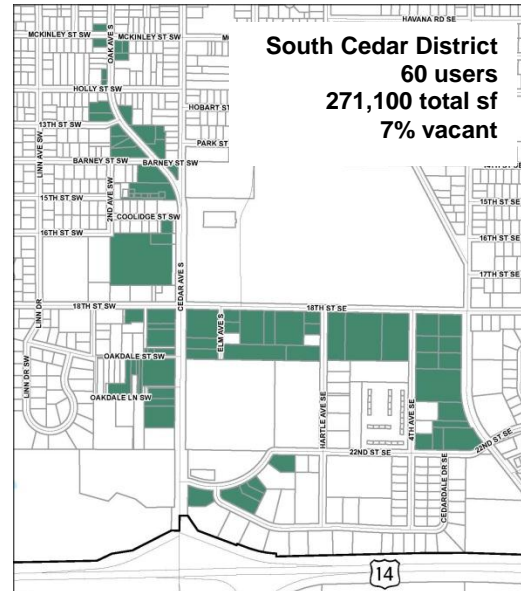 HAVANA RD SE
MCKINLEY ST SW
MCKINLEY ST SW
OAK AVE S
South Cedar District
60 users
271,100 total sf
7% vacant
HOLLY ST SW
HOBART ST
13TH ST SW
PARK ST
LINN AVE SW
BARNEY ST SW
BARNEY ST SW
2ND AVE SW
15TH ST SW
15TH ST SE
COOLIDGE ST SW
16TH ST SW
16TH ST SE
17TH ST SE
CEDAR AVE S
LINN DR
18TH ST SW
18TH ST SE
ELM AVE S
OAKDALE ST SW
LINN DR SW
OAKDALE LN SW
HARTLE AVE SE
4TH AVE SE
22ND ST SE
22ND ST SE
CEDARDALE DR SE
14